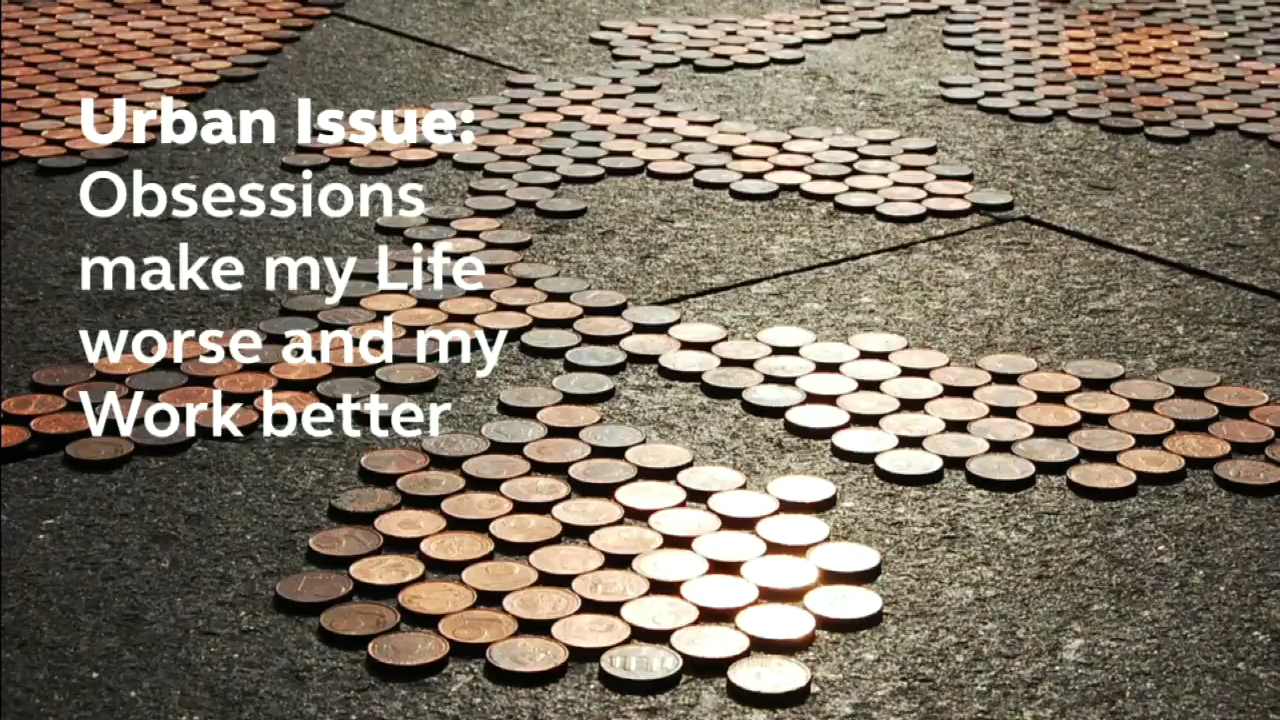 Urban Issue:
Obsessions
make my Life
worse and my
Work better